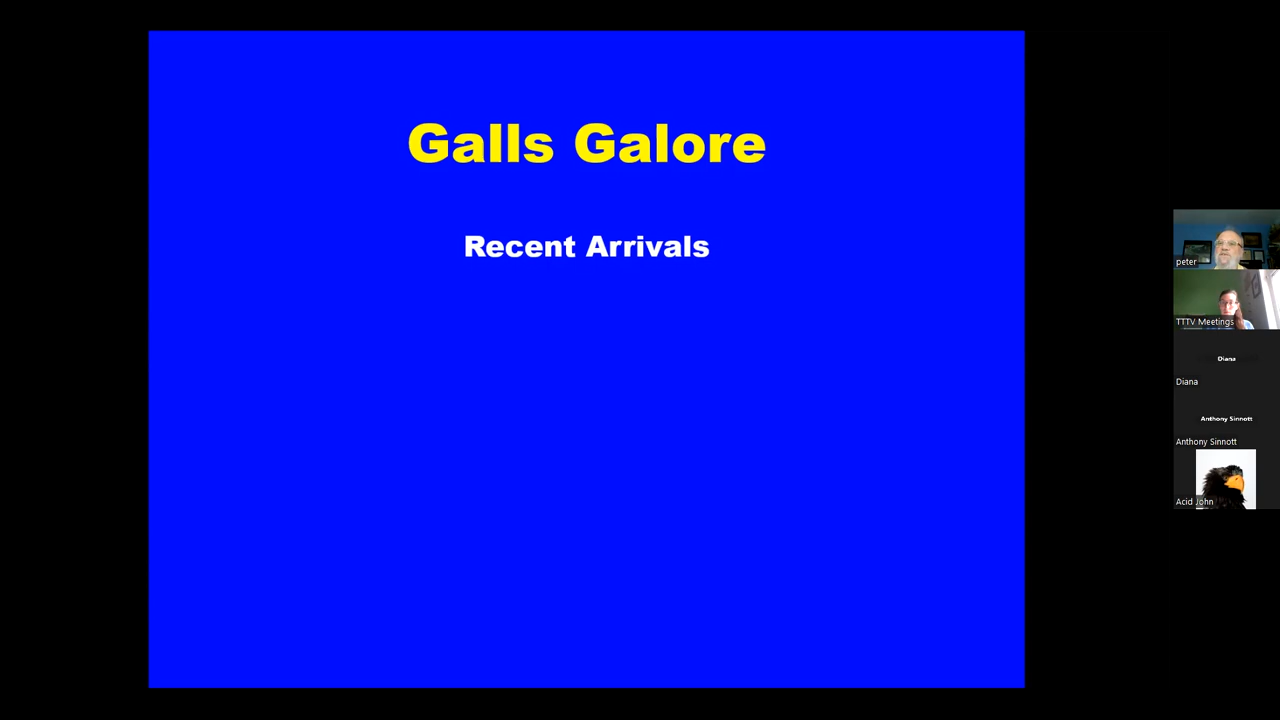 Galls Galore
Recent Arrivals
peter
TTTV Meetings
Diana
Diana
Anthony Sinnott
Anthony Sinnott
Acid John